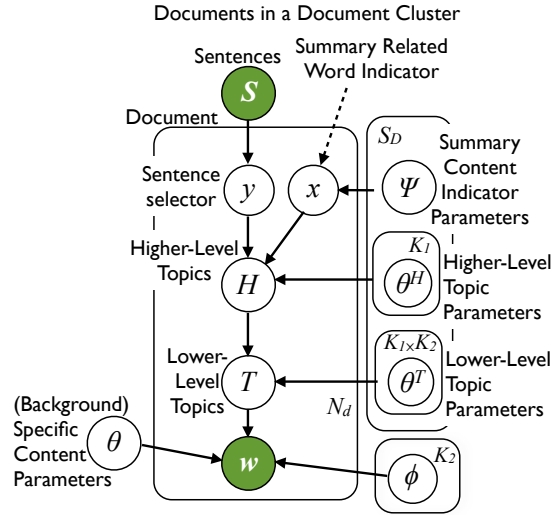 Documents in a Document Cluster
Sentences
Summary Related
Word Indicator
S
Document
S_D
Summary
Content
Indicator
Parameters
Sentence
selector
y
x
Ψ
Higher-Level
Topics
H
K_1
θ^H
Higher-Level
Topic
Parameters
Lower-
Level
Topics
T
K_1×K_2
θ^T
Lower-Level
Topic
Parameters
N_d
(Background)
Specific
Content
Parameters
θ
w
K_2
ϕ